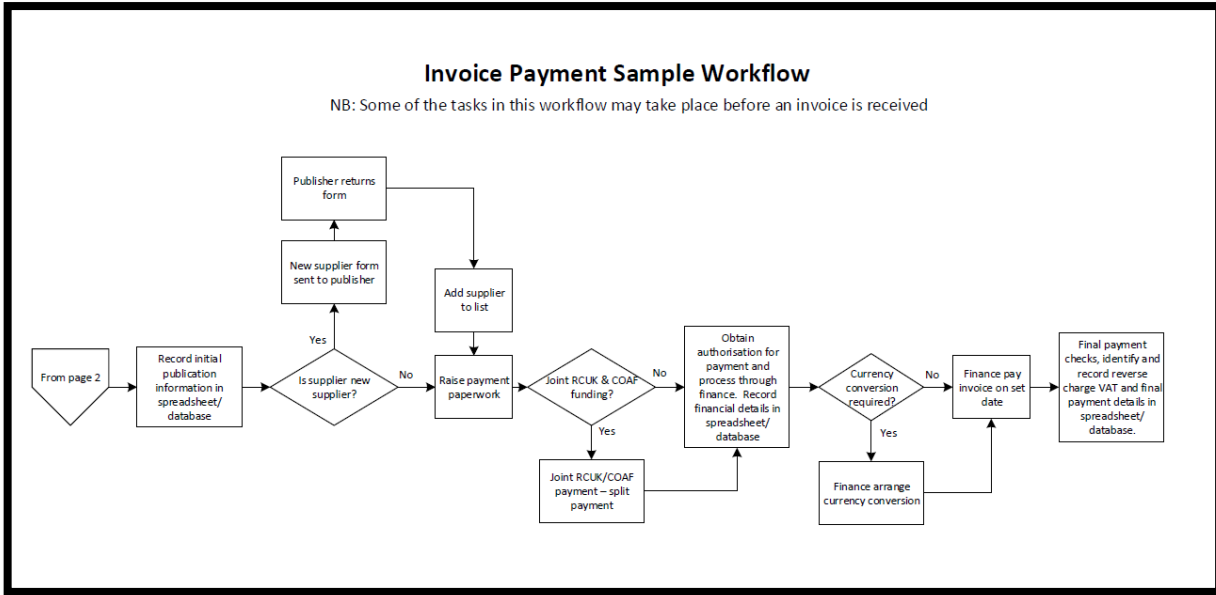 Invoice Payment Sample Workflow
NB: Some of the tasks in this workflow may take place before an invoice is received
Publisher returns
form
New supplier form
sent to publisher
Add supplier
to list
Yes
From page 2
Record initial
publication
information in
spreadsheet/
database
Is supplier new
supplier?
No
Raise payment
paperwork
Joint RCUK & COAF
funding?
No
Yes
Joint RCUK/COAF
payment – split
payment
Obtain
authorisation for
payment and
process through
finance.  Record
financial details in
spreadsheet/
database
Currency
conversion
required?
No
Yes
Finance arrange
currency conversion
Finance pay
invoice on set
date
Final payment
checks, identify and
record reverse
charge VAT and final
payment details in
spreadsheet/
database.